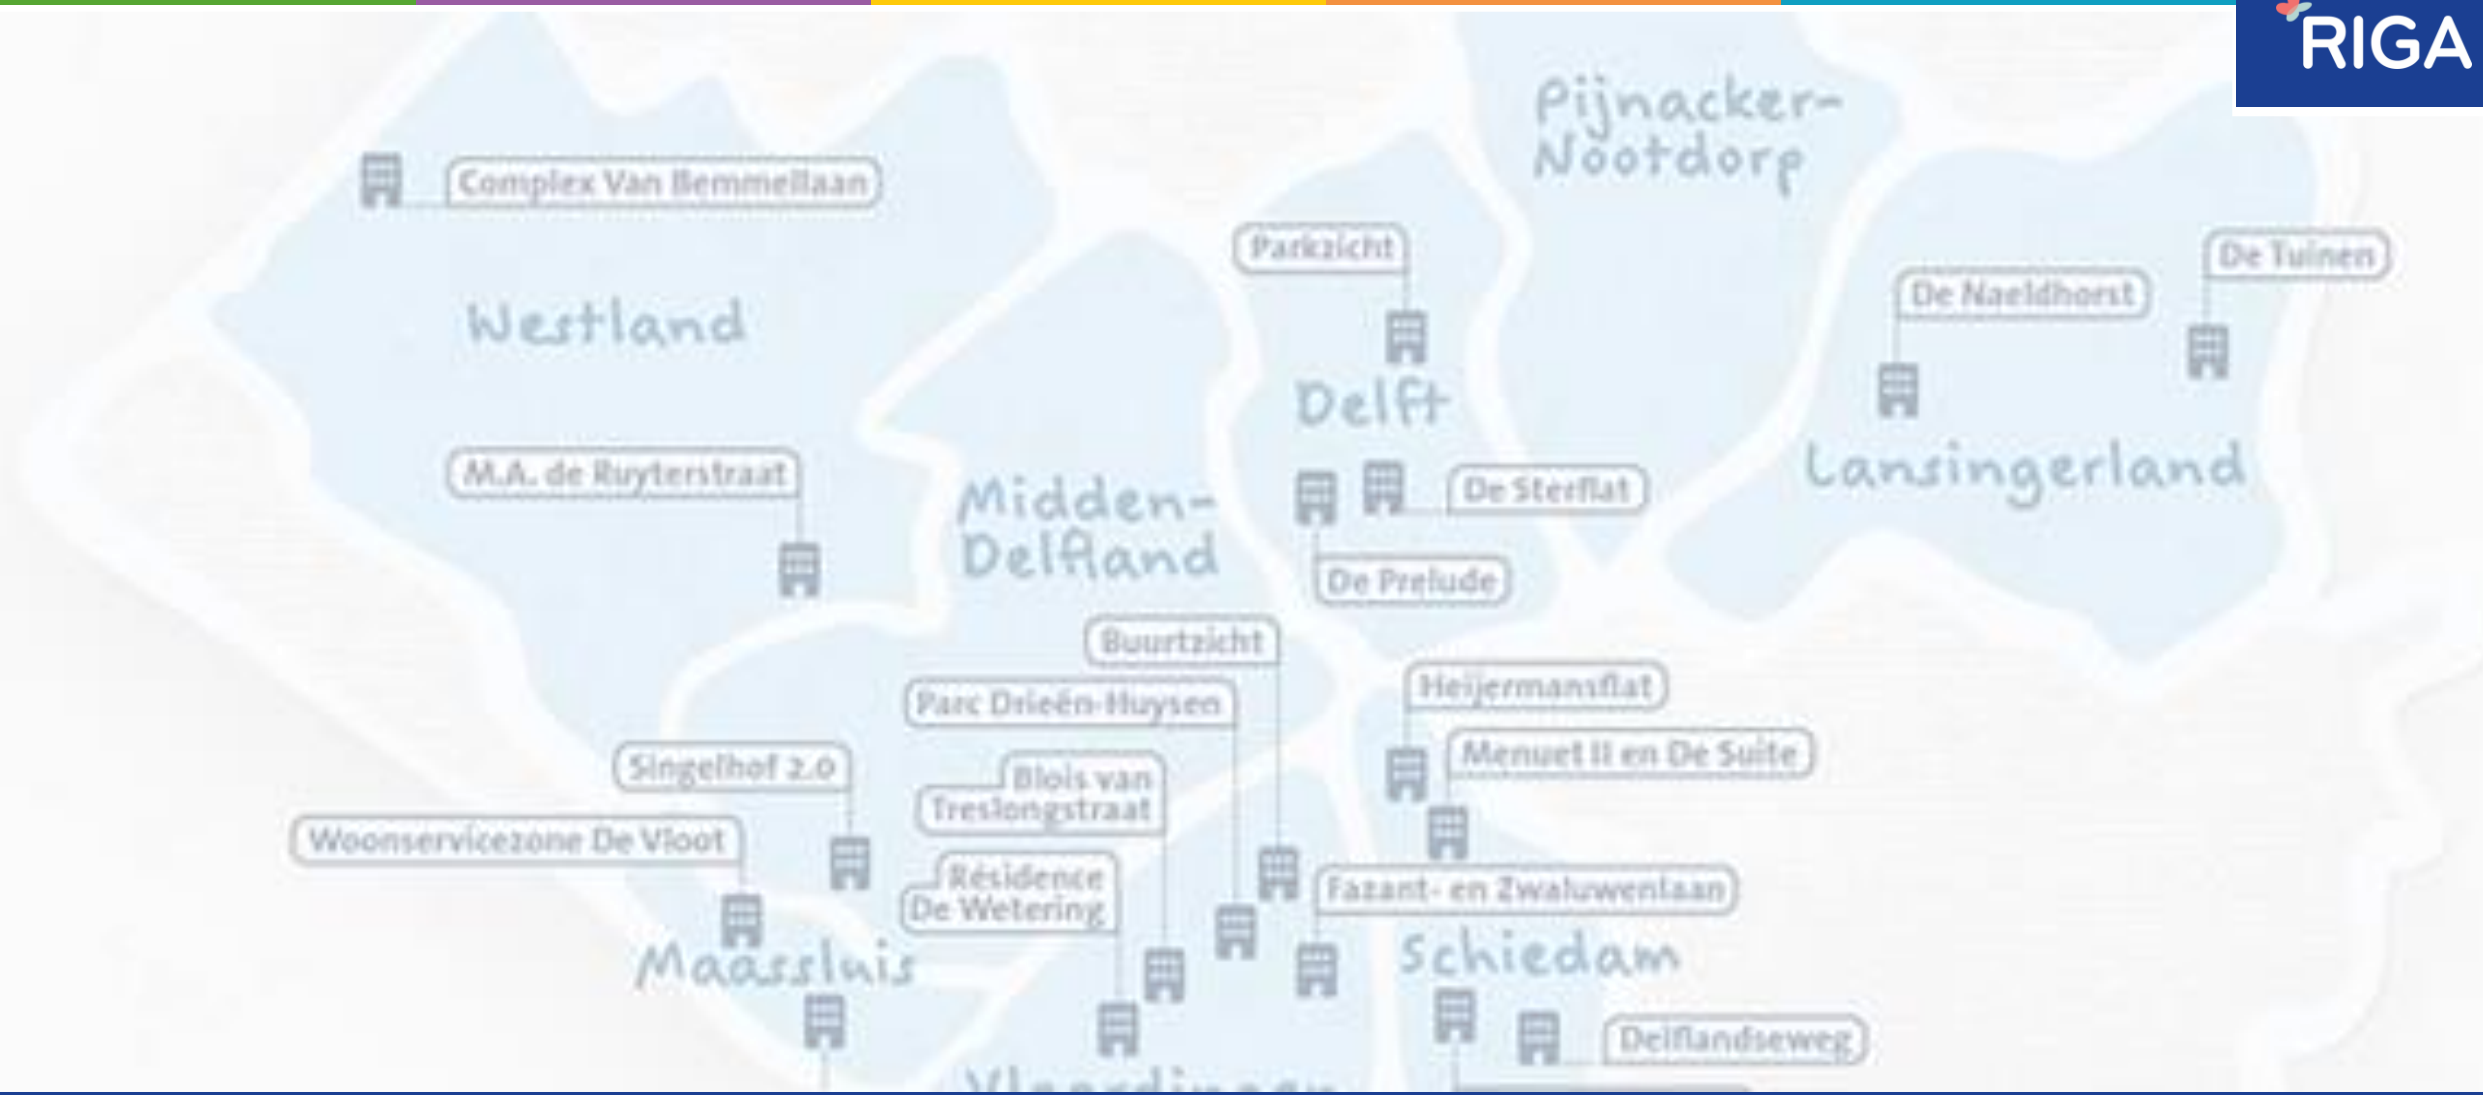 RIGA
Pijnacker-
Nootdorp
Complex Van Bemmellaan
Parkzicht
De Tuinen
De Naeldhorst
Westland
Delft
M.A. de Ruyterstraat
Lansingerland
Midden-
Delfland
De Sterflat
De Prelude
Buurtzicht
Parc Drieën-Huysen
Heijermansflat
Menuet II en De Suite
Singelhof 2.0
Blois van
Treslongstraat
Woonservicezone De Vloot
Résidence
De Wetering
Fazant- en Zwaluwenlaan
Maassluis
Schiedam
Delflandseweg
Vlaardingen